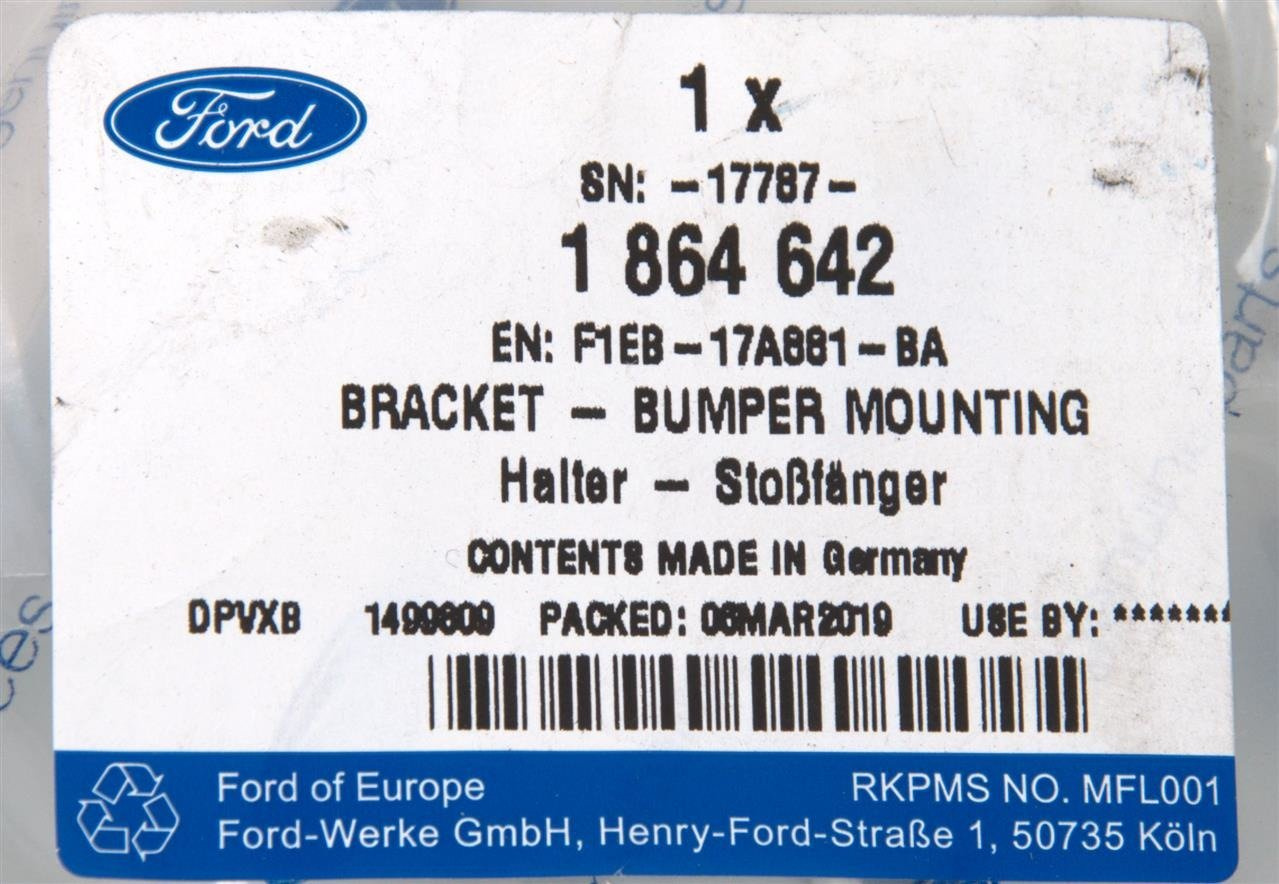 Ford
1 x
SN: -17787-
1 864 642
EN: F1EB-17A881-BA
BRACKET - BUMPER MOUNTING
Halter - Stoßfänger
CONTENTS MADE IN Germany
DPVXB 1499609 PACKED: 06MAR2019 USE BY: *******
Ford of Europe RKPMS NO. MFL001
Ford-Werke GmbH, Henry-Ford-Straße 1, 50735 Köln
parts